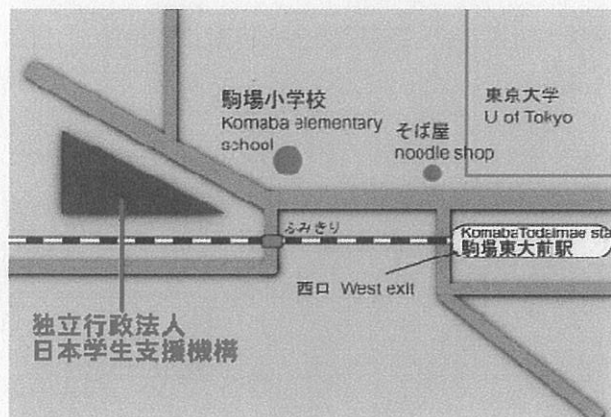 駒場小学校
Komaba elementary
school
そば屋
noodle shop
東京大学
U of Tokyo
ふみきり
KomabaTodaimae sta
駒場東大前駅
西口 West exit
独立行政法人
日本学生支援機構